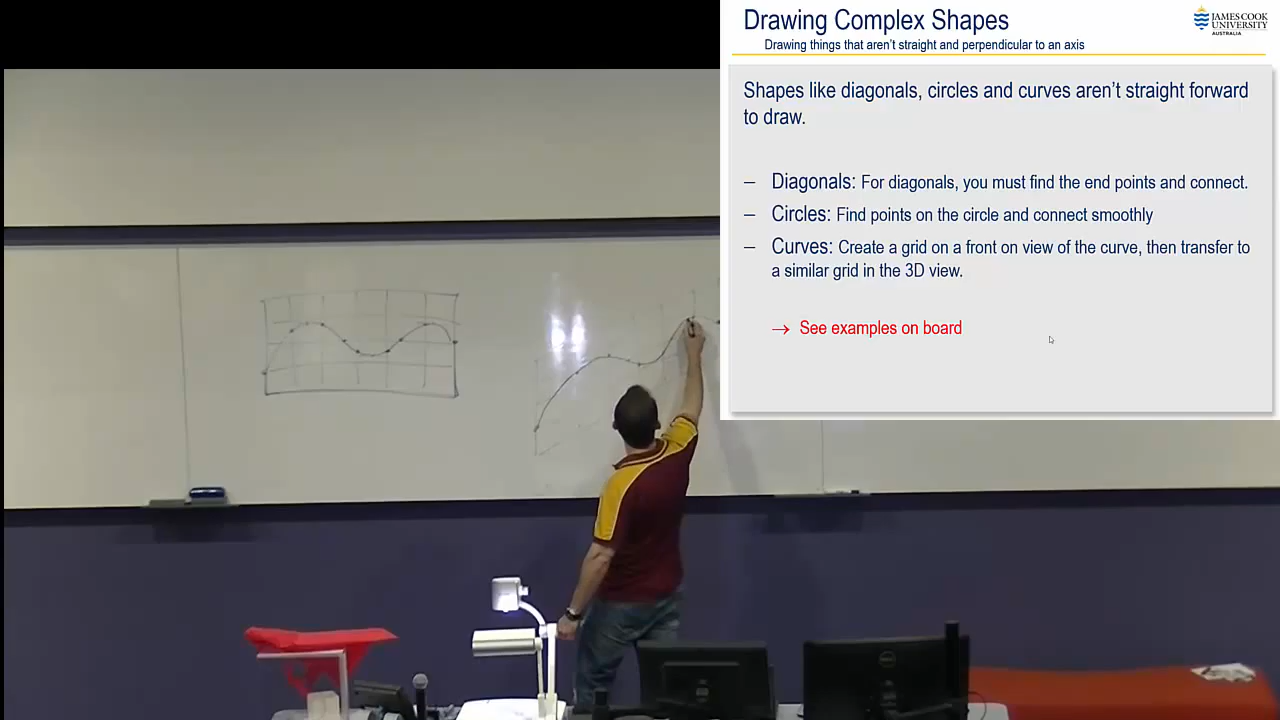 Drawing Complex Shapes
Drawing things that aren't straight and perpendicular to an axis
JAMES COOK
UNIVERSITY
AUSTRALIA
Shapes like diagonals, circles and curves aren't straight forward
to draw.
– Diagonals: For diagonals, you must find the end points and connect.
– Circles: Find points on the circle and connect smoothly
– Curves: Create a grid on a front on view of the curve, then transfer to
a similar grid in the 3D view.
→ See examples on board
DELL